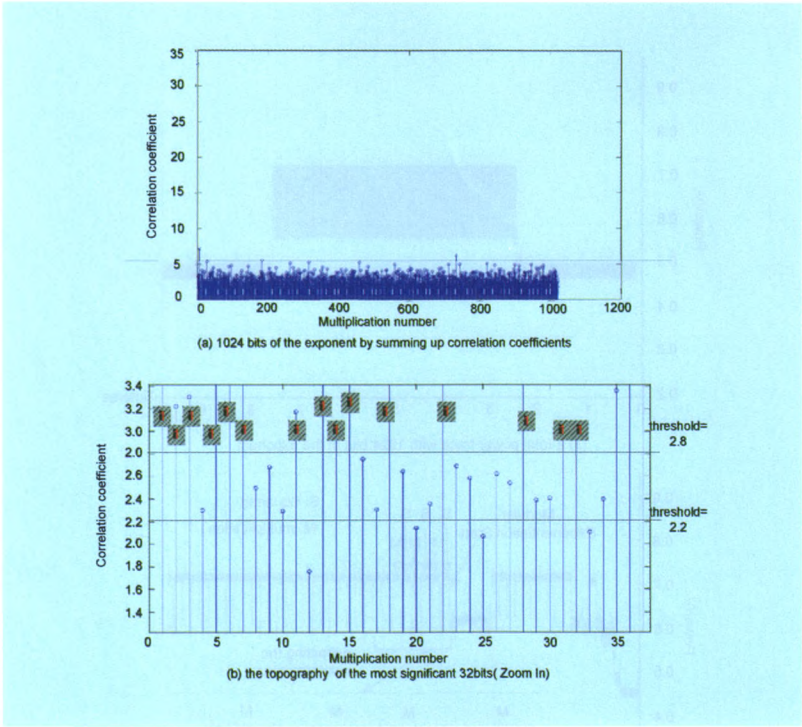 35
30
25
20
15
10
5
0
Correlation coefficient
0 200 400 600 800 1000 1200
Multiplication number
(a) 1024 bits of the exponent by summing up correlation coefficients
3.4
3.2
3.0
2.0
2.6
2.4
2.2
2.0
1.8
1.6
1.4
Correlation coefficient
threshold=
2.8
threshold=
2.2
0 5 10 15 20 25 30 35
Multiplication number
(b) the topography of the most significant 32bits( Zoom In)